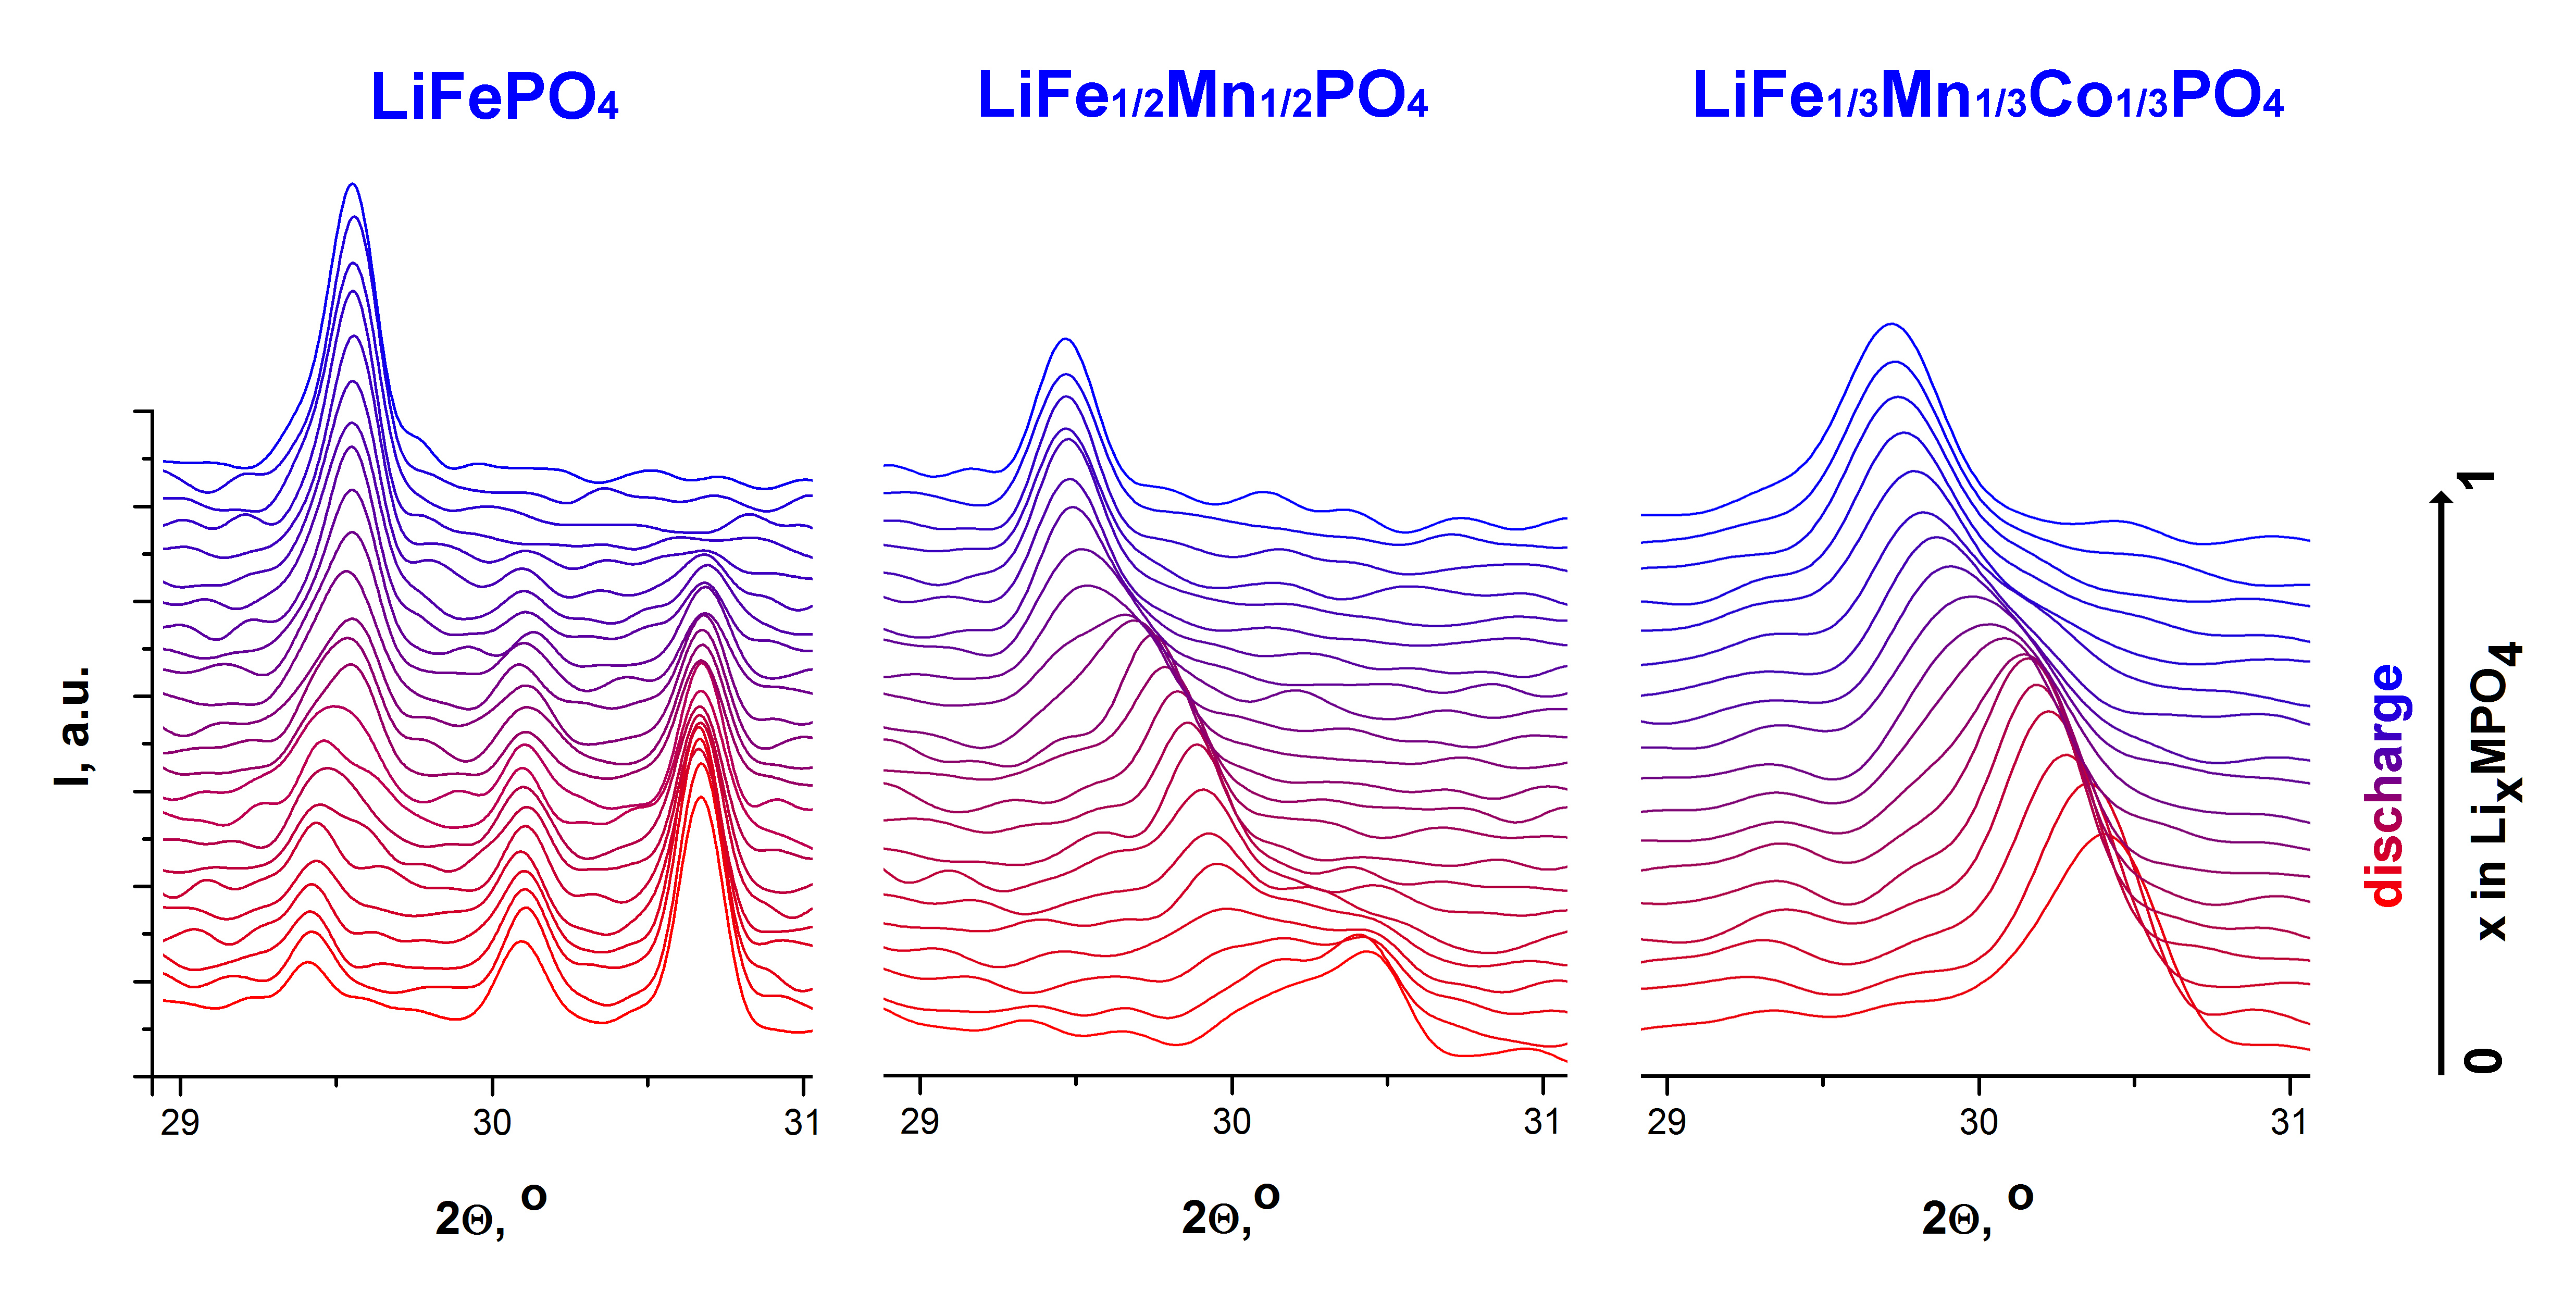 LiFePO4
LiFe1/2Mn1/2PO4
LiFe1/3Mn1/3Co1/3PO4
I, a.u.
29 30 31
29 30 31
29 30 31
2Θ, o
2Θ, o
2Θ, o
discharge
0 x in LixMPO4 1